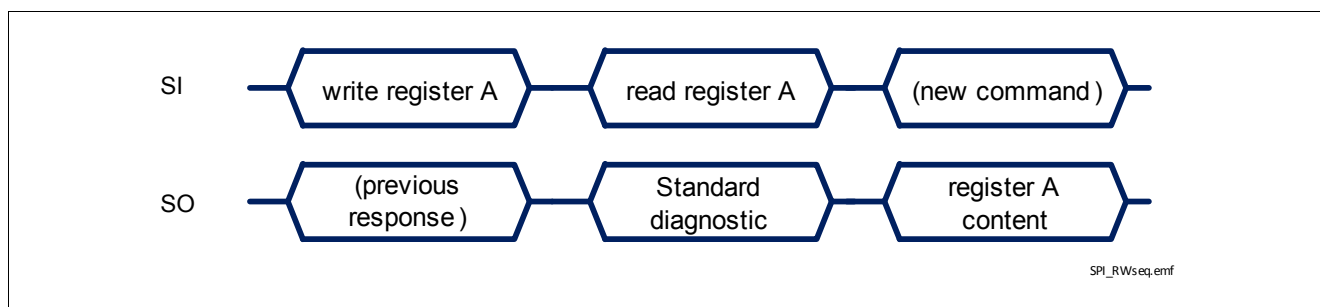 SI
write register A
read register A
(new command)
SO
(previous
response)
Standard
diagnostic
register A
content
SPI_RWseq.emf